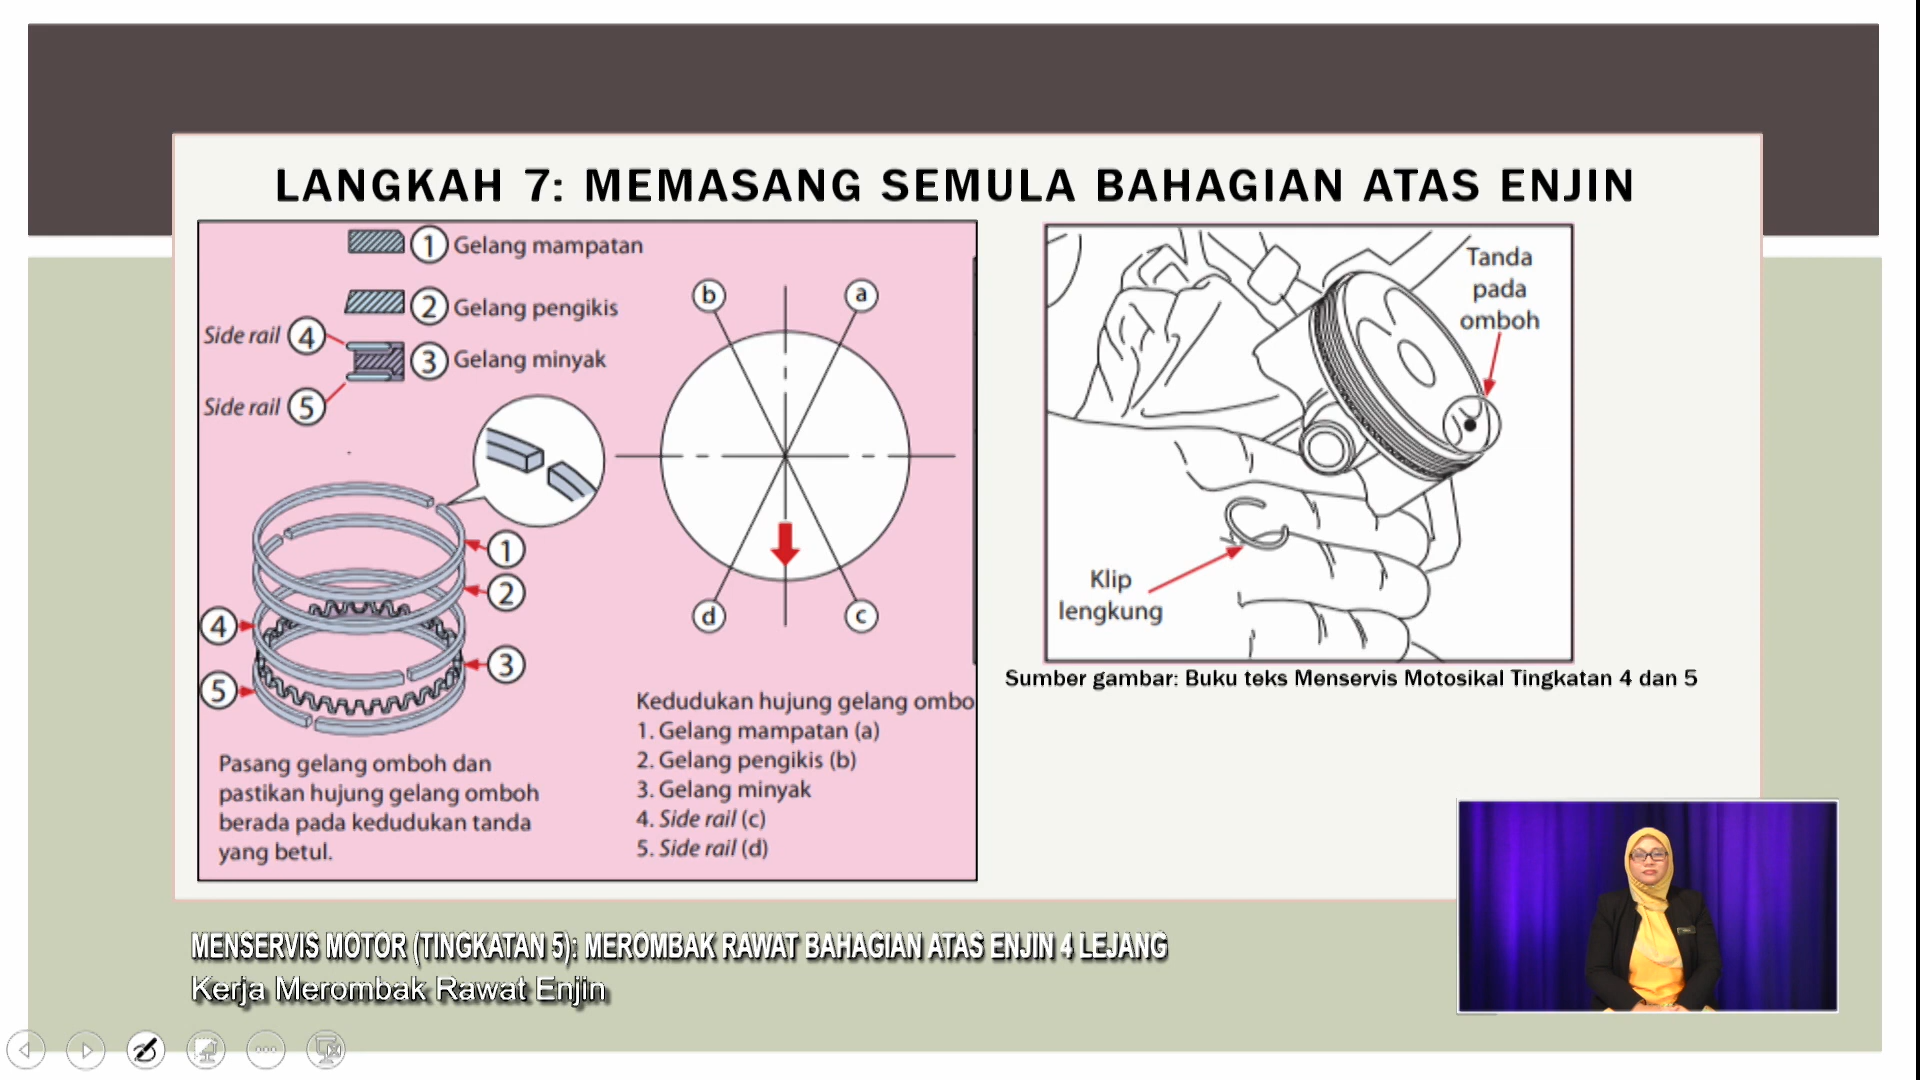 LANGKAH 7: MEMASANG SEMULA BAHAGIAN ATAS ENJIN
1 Gelang mampatan
2 Gelang pengikis
Side rail 4
3 Gelang minyak
Side rail 5
b
a
1
2
4
3
5
d
c
Kedudukan hujung gelang ombo
1. Gelang mampatan (a)
2. Gelang pengikis (b)
3. Gelang minyak
4. Side rail (c)
5. Side rail (d)
Pasang gelang omboh dan
pastikan hujung gelang omboh
berada pada kedudukan tanda
yang betul.
Tanda
pada
omboh
Klip
lengkung
Sumber gambar: Buku teks Menservis Motosikal Tingkatan 4 dan 5
MENSERVIS MOTOR (TINGKATAN 5): MEROMBAK RAWAT BAHAGIAN ATAS ENJIN 4 LEJANG
Kerja Merombak Rawat Enjin